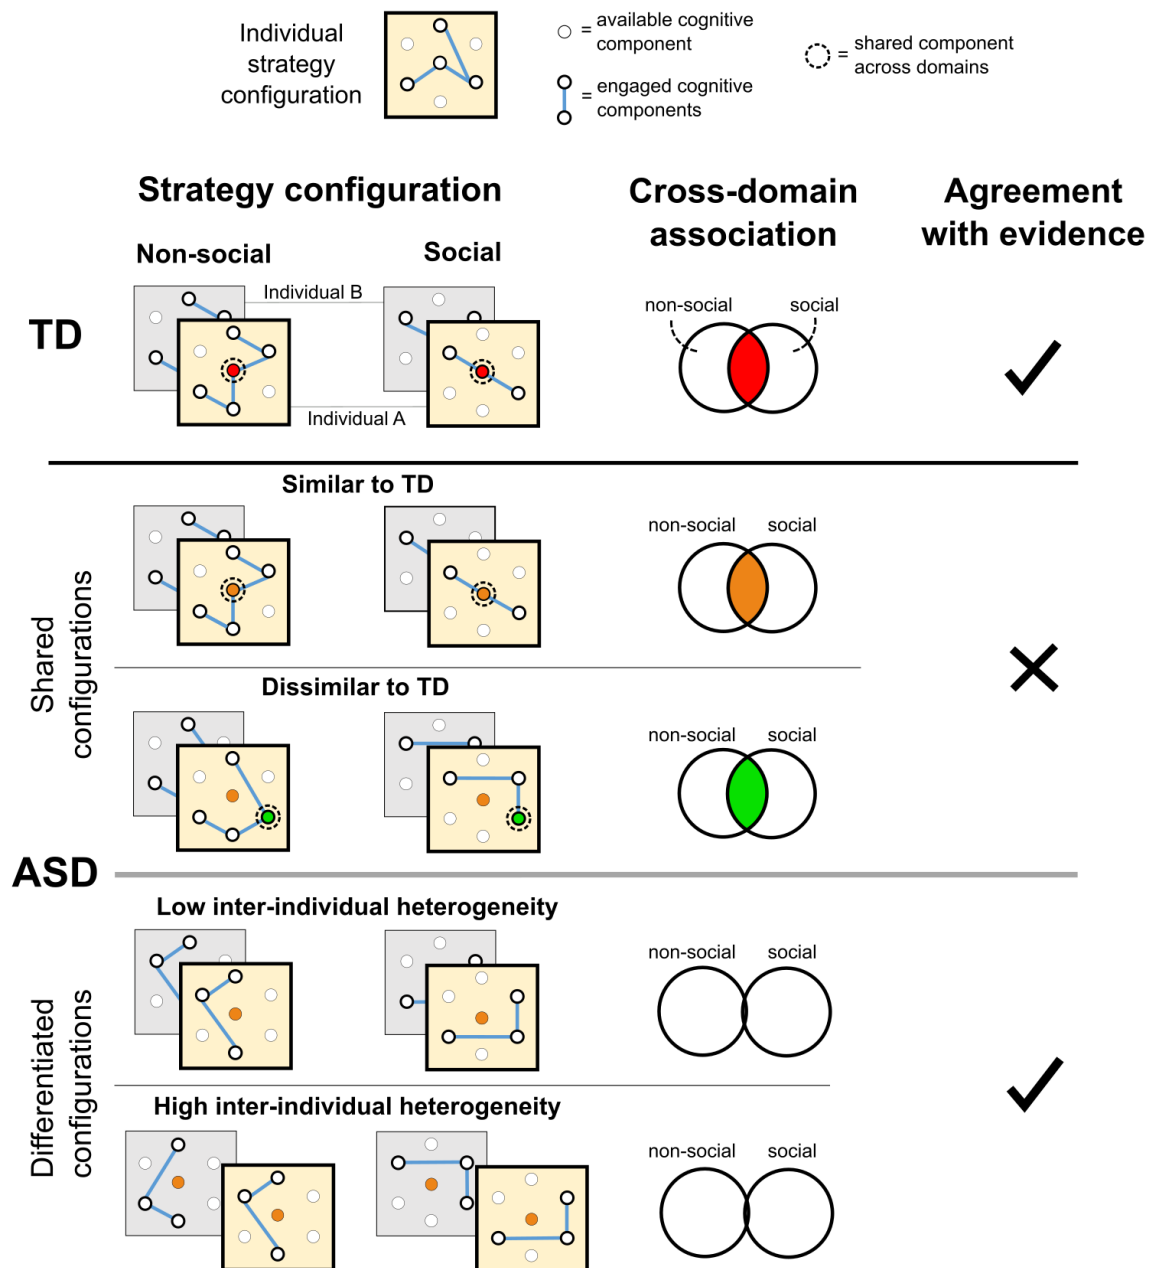 Individual
strategy
configuration
= available cognitive
component
= engaged cognitive
components
= shared component
across domains
Strategy configuration
Cross-domain
association
Agreement
with evidence
Non-social
Social
TD
Individual B
Individual A
non-social
social
Shared
configurations
Similar to TD
non-social
social
Dissimilar to TD
non-social
social
ASD
Differentiated
configurations
Low inter-individual heterogeneity
non-social
social
High inter-individual heterogeneity
non-social
social